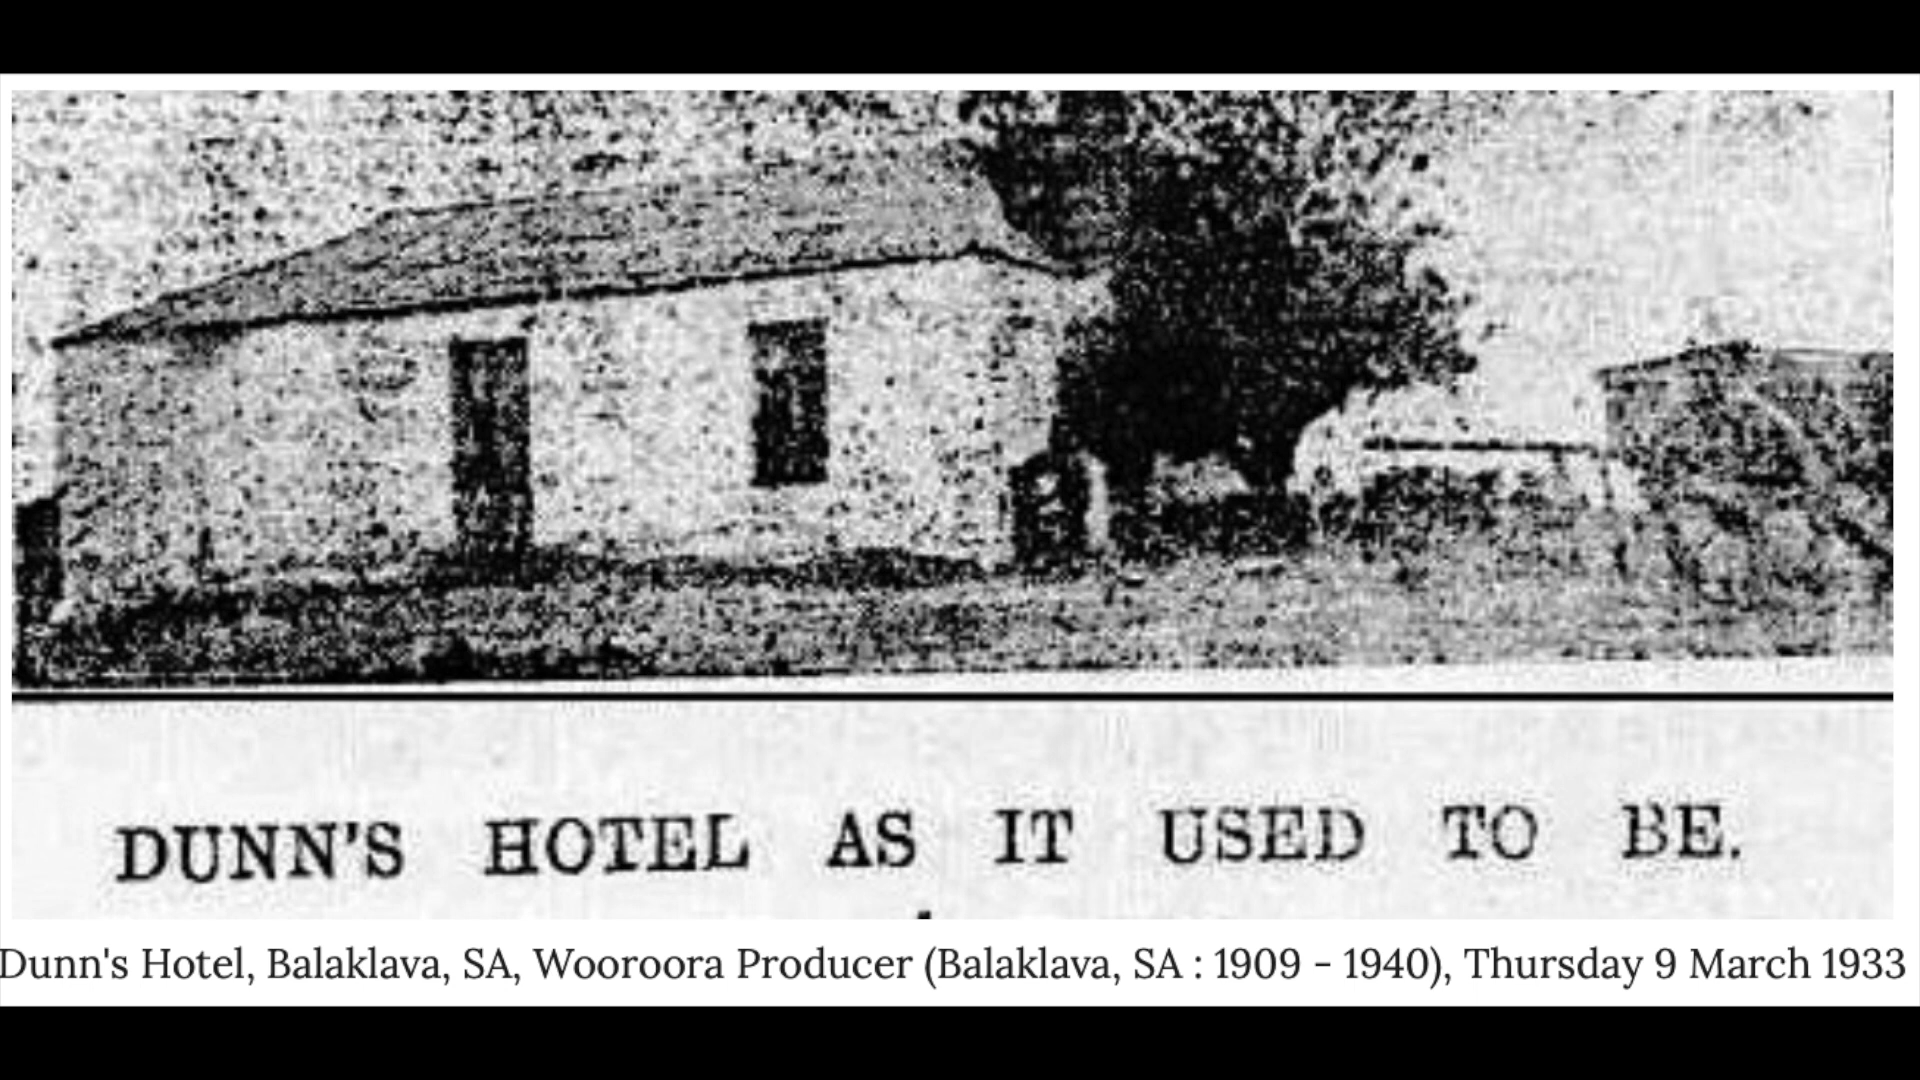 DUNN'S HOTEL AS IT USED TO BE.
Dunn's Hotel, Balaklava, SA, Wooroora Producer (Balaklava, SA : 1909 - 1940), Thursday 9 March 1933